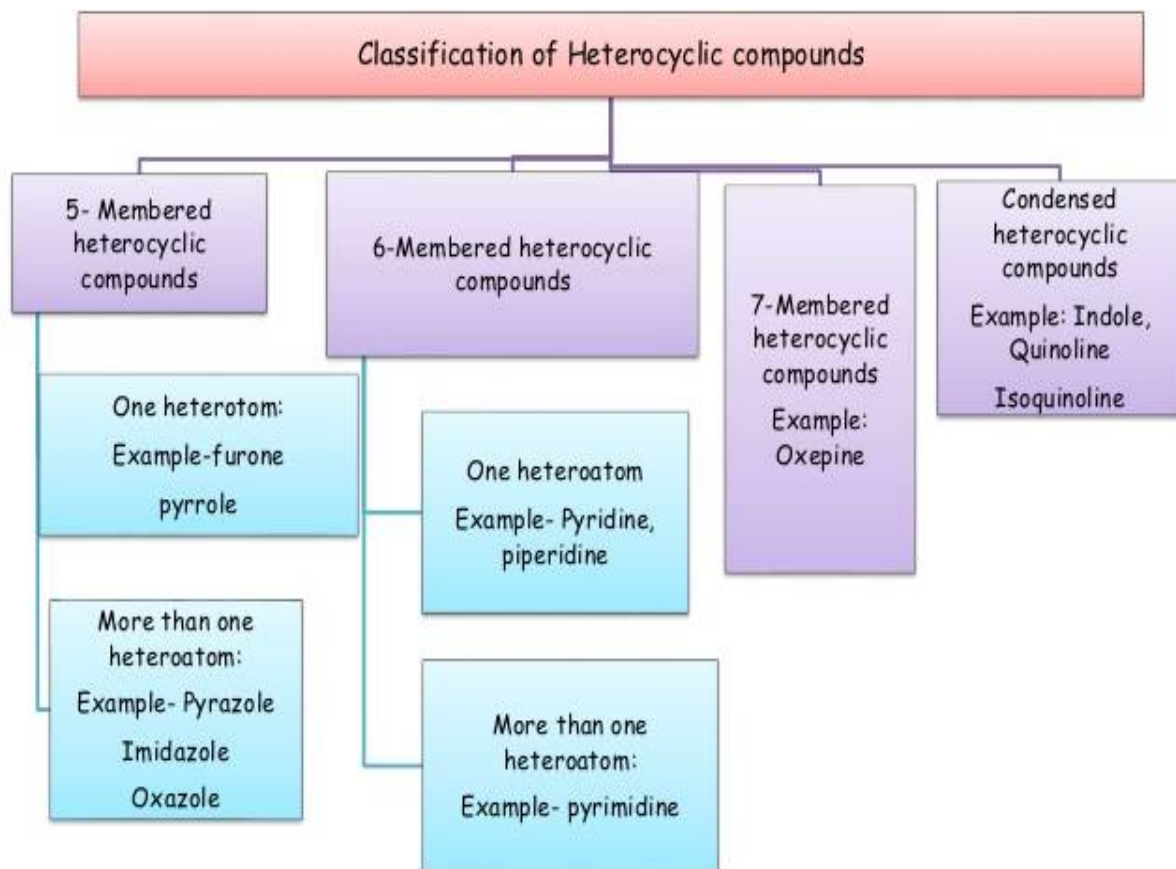 Classification of Heterocyclic compounds
5- Membered
heterocyclic
compounds
One heterotom:
Example-furone
pyrrole
More than one
heteroatom:
Example- Pyrazole
Imidazole
Oxazole
6-Membered heterocyclic
compounds
One heteroatom
Example- Pyridine,
piperidine
More than one
heteroatom:
Example- pyrimidine
7-Membered
heterocyclic
compounds
Example:
Oxepine
Condensed
heterocyclic
compounds
Example: Indole,
Quinoline
Isoquinoline